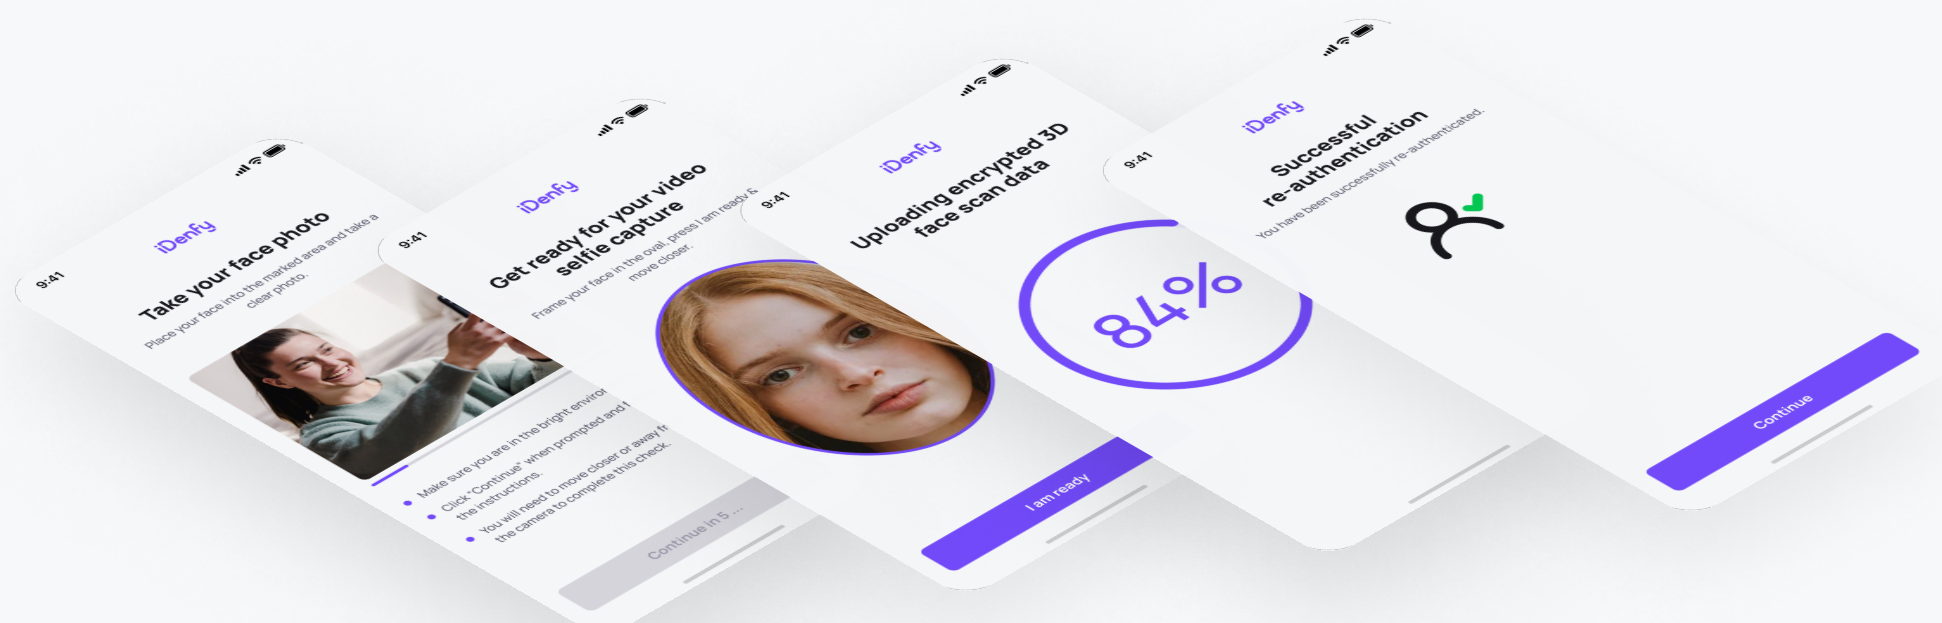 9:41
iDenfy
Take your face photo
Place your face into the marked area and take a
clear photo.
Make sure you are in the bright
Click "Continue" when prompted and
the instructions.
You will need to move closer or away
the camera to complete this check.
Continue in 5 ...
9:41
iDenfy
Get ready for your video
selfie capture
Frame your face in the oval, press I am ready &
move closer.
I am ready
9:41
iDenfy
Uploading encrypted 3D
face scan data
84%
9:41
iDenfy
Successful
re-authentication
You have been successfully re-authenticated.
Continue